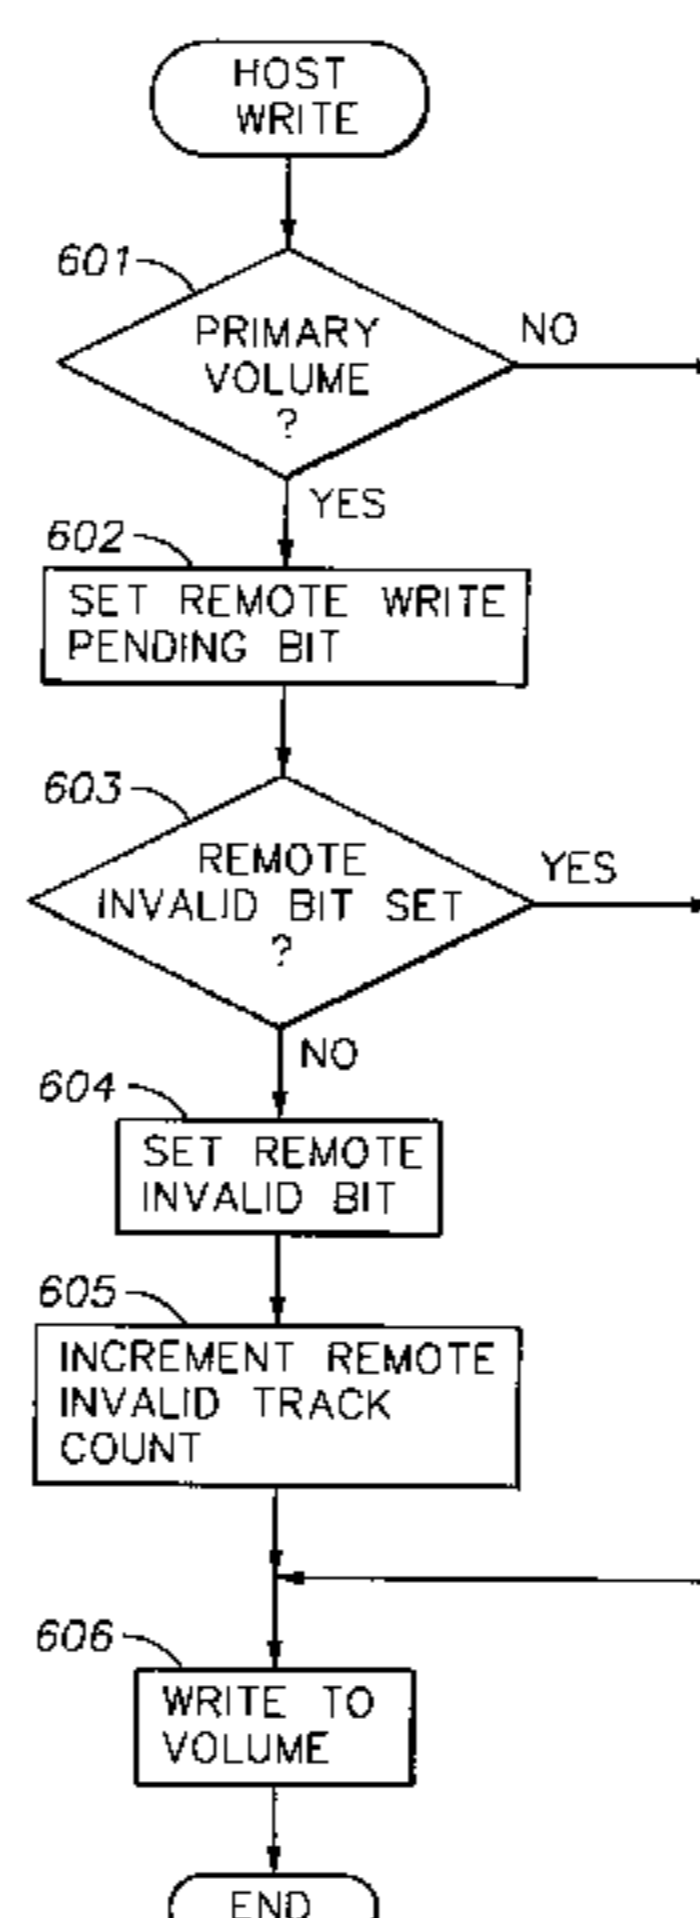 HOST
WRITE
601
PRIMARY
VOLUME
?
NO
YES
602
SET REMOTE WRITE
PENDING BIT
603
REMOTE
INVALID BIT SET
?
YES
NO
604
SET REMOTE
INVALID BIT
605
INCREMENT REMOTE
INVALID TRACK
COUNT
606
WRITE TO
VOLUME
END